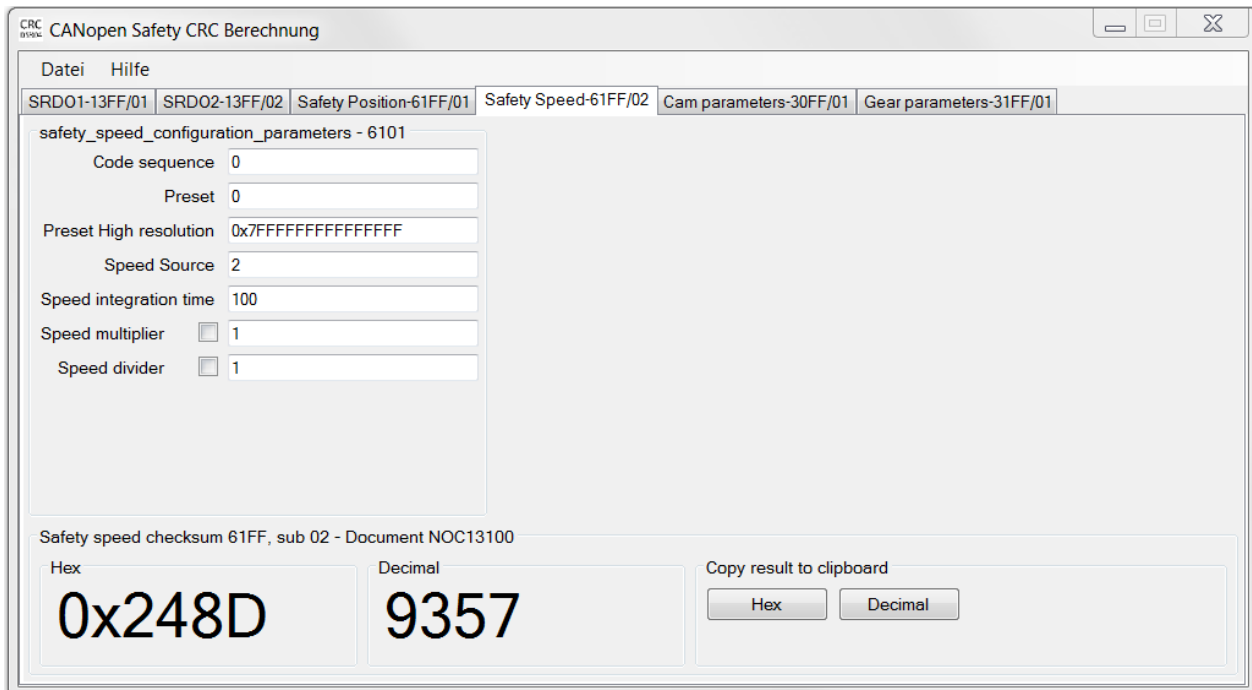 CRC CANopen Safety CRC Berechnung
Datei Hilfe
SRDO1-13FF/01 SRDO2-13FF/02 Safety Position-61FF/01 Safety Speed-61FF/02 Cam parameters-30FF/01 Gear parameters-31FF/01
safety_speed_configuration_parameters - 6101
Code sequence 0
Preset 0
Preset High resolution 0x7FFFFFFFFFFFFFFF
Speed Source 2
Speed integration time 100
Speed multiplier 1
Speed divider 1
Safety speed checksum 61FF, sub 02 - Document NOC13100
Hex Decimal Copy result to clipboard
0x248D 9357 Hex Decimal